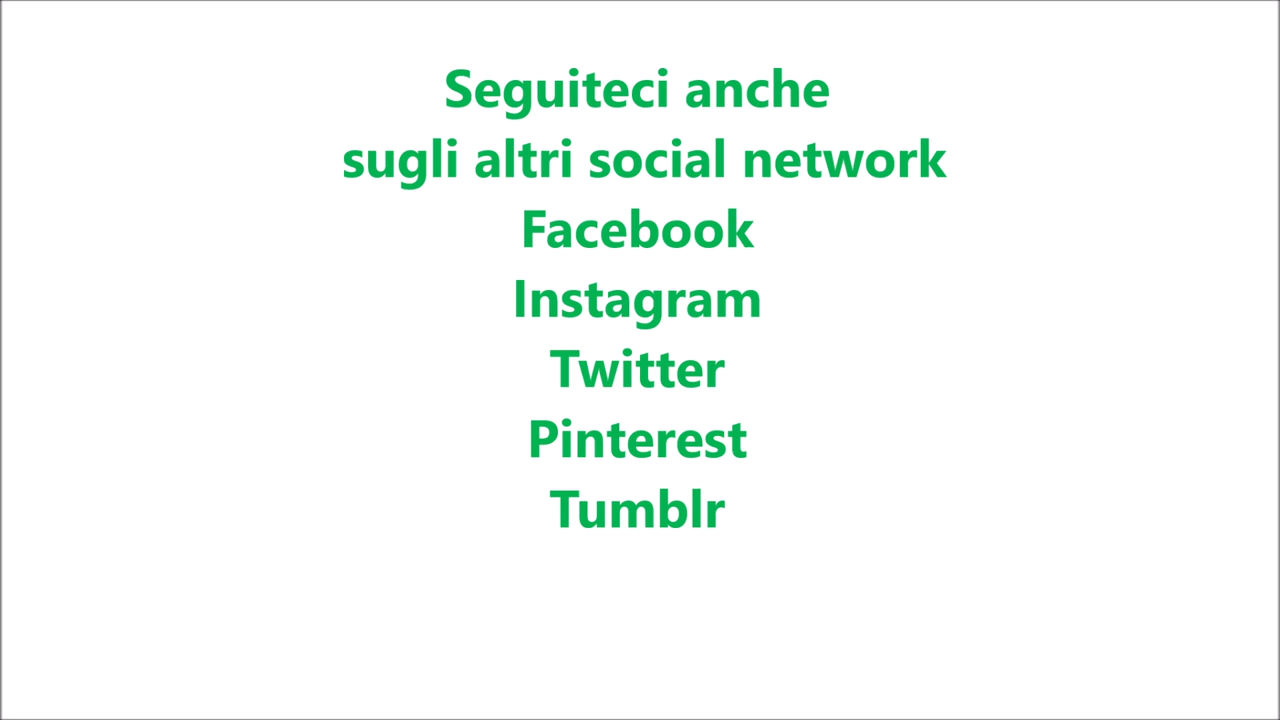 Seguiteci anche
sugli altri social network
Facebook
Instagram
Twitter
Pinterest
Tumblr